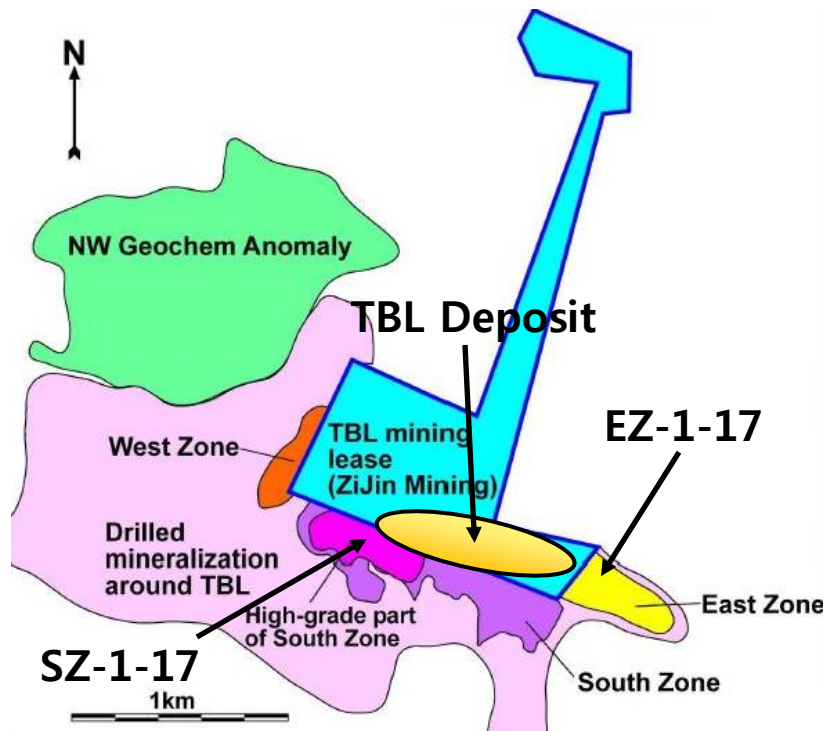 N
NW Geochem Anomaly
TBL Deposit
EZ-1-17
West Zone
TBL mining
lease
(ZiJin Mining)
Drilled
mineralization
around TBL
East Zone
High-grade part
of South Zone
SZ-1-17
South Zone
1km